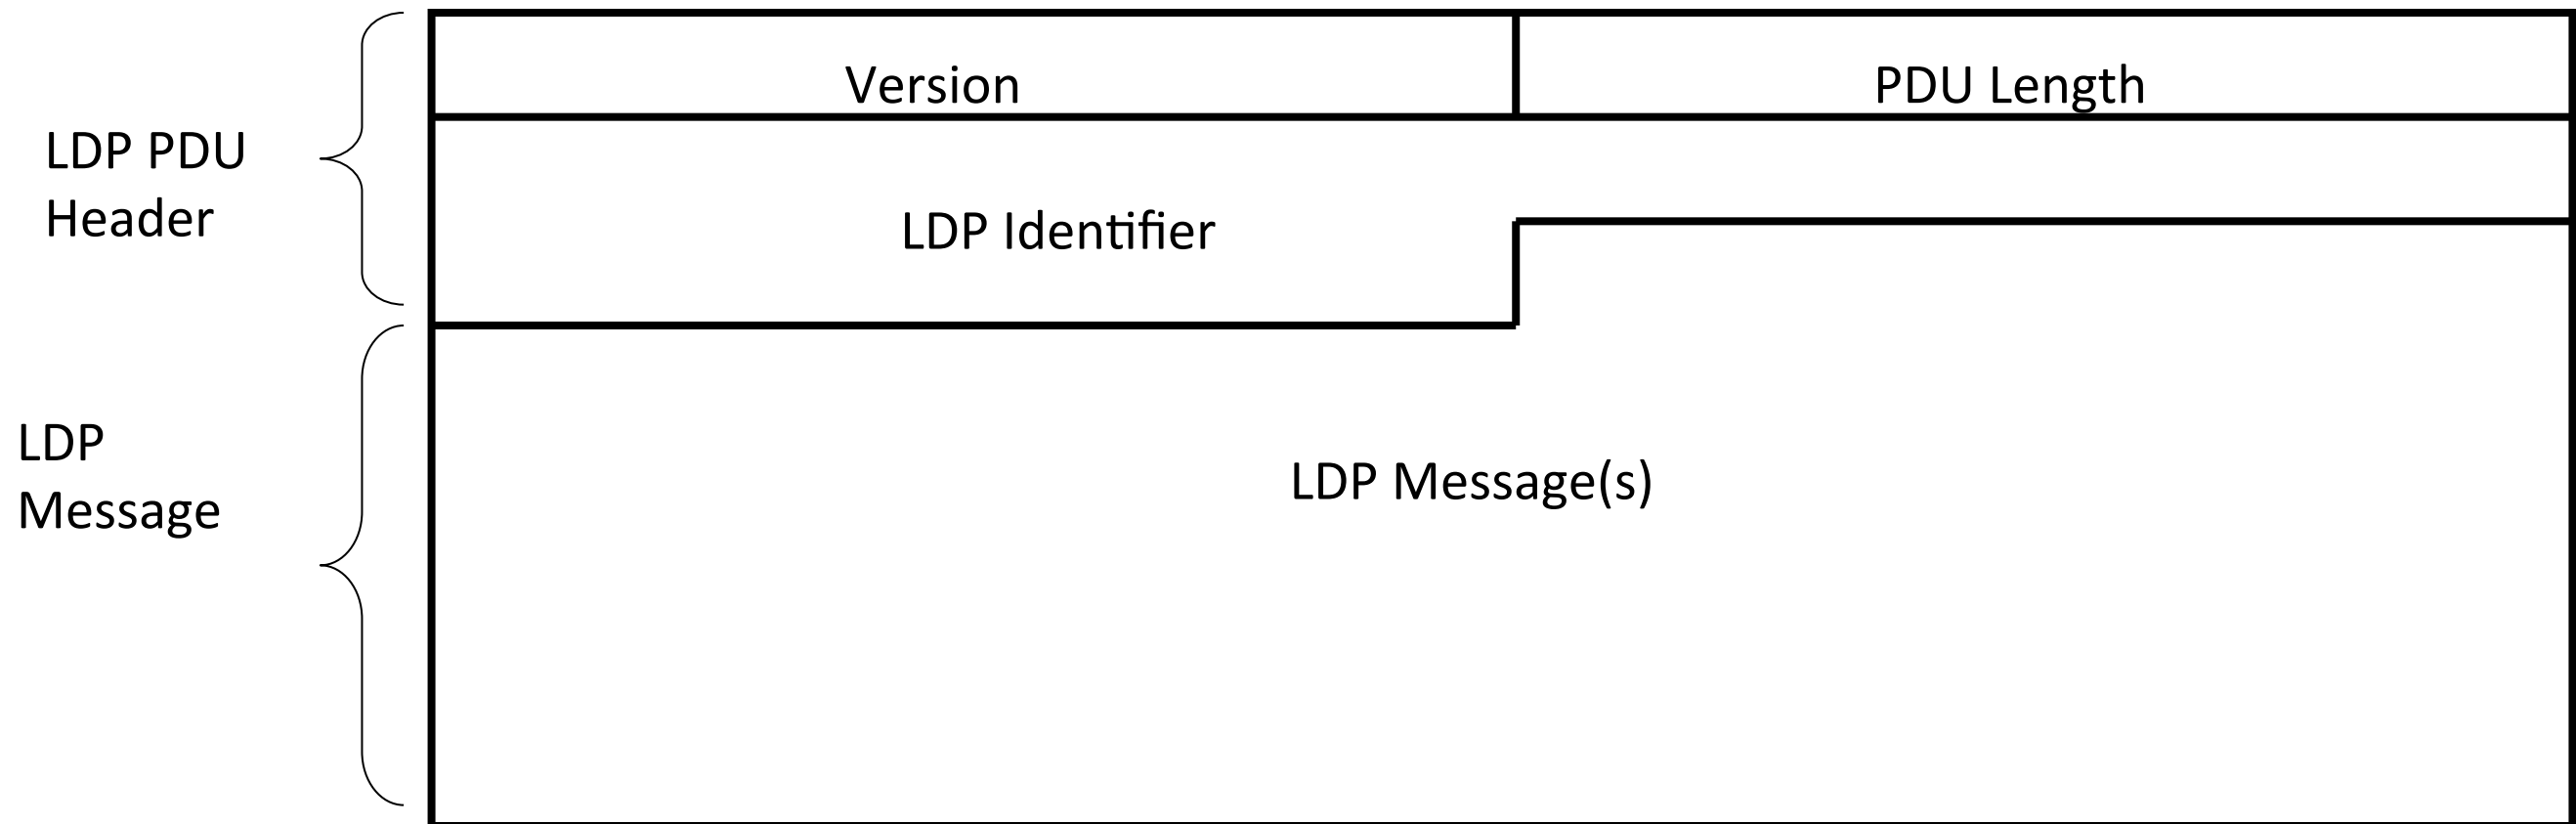 Version
PDU Length
LDP PDU
Header
LDP Identifier
LDP
Message
LDP Message(s)